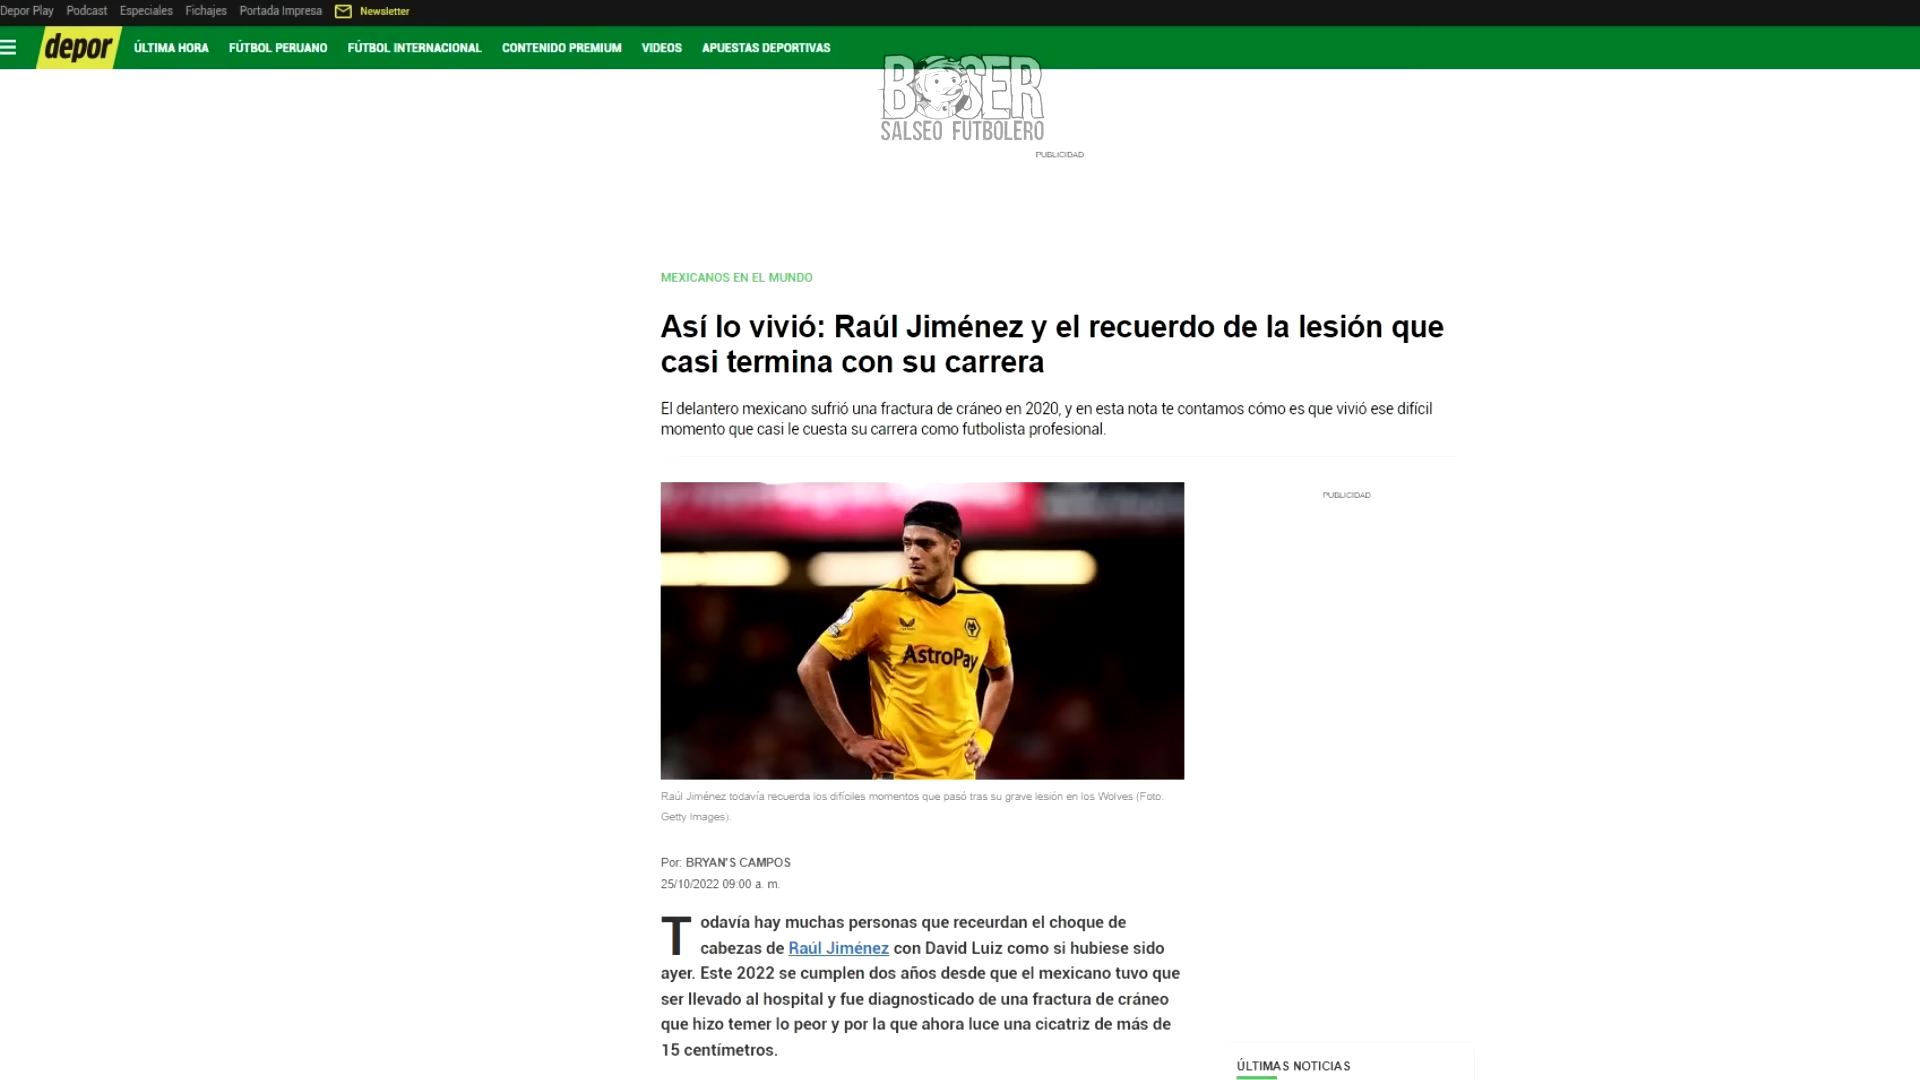 Depor Play Podcast Especiales Fichajes Portada Impresa Newsletter
depor ÚLTIMA HORA FÚTBOL PERUANO FÚTBOL INTERNACIONAL CONTENIDO PREMIUM VIDEOS APUESTAS DEPORTIVAS
BOSER
SALSEO FUTBOLERO
PUBLICIDAD
MEXICANOS EN EL MUNDO
Así lo vivió: Raúl Jiménez y el recuerdo de la lesión que
casi termina con su carrera
El delantero mexicano sufrió una fractura de cráneo en 2020, y en esta nota te contamos cómo es que vivió ese difícil
momento que casi le cuesta su carrera como futbolista profesional.
PUBLICIDAD
AstroPay
Raúl Jiménez todavía recuerda los difíciles momentos que pasó tras su grave lesión en los Wolves (Foto:
Getty Images).
Por: BRYAN'S CAMPOS
25/10/2022 09:00 a. m.
Todavía hay muchas personas que receurdan el choque de
cabezas de Raúl Jiménez con David Luiz como si hubiese sido
ayer. Este 2022 se cumplen dos años desde que el mexicano tuvo que
ser llevado al hospital y fue diagnosticado de una fractura de cráneo
que hizo temer lo peor y por la que ahora luce una cicatriz de más de
15 centímetros.
ÚLTIMAS NOTICIAS